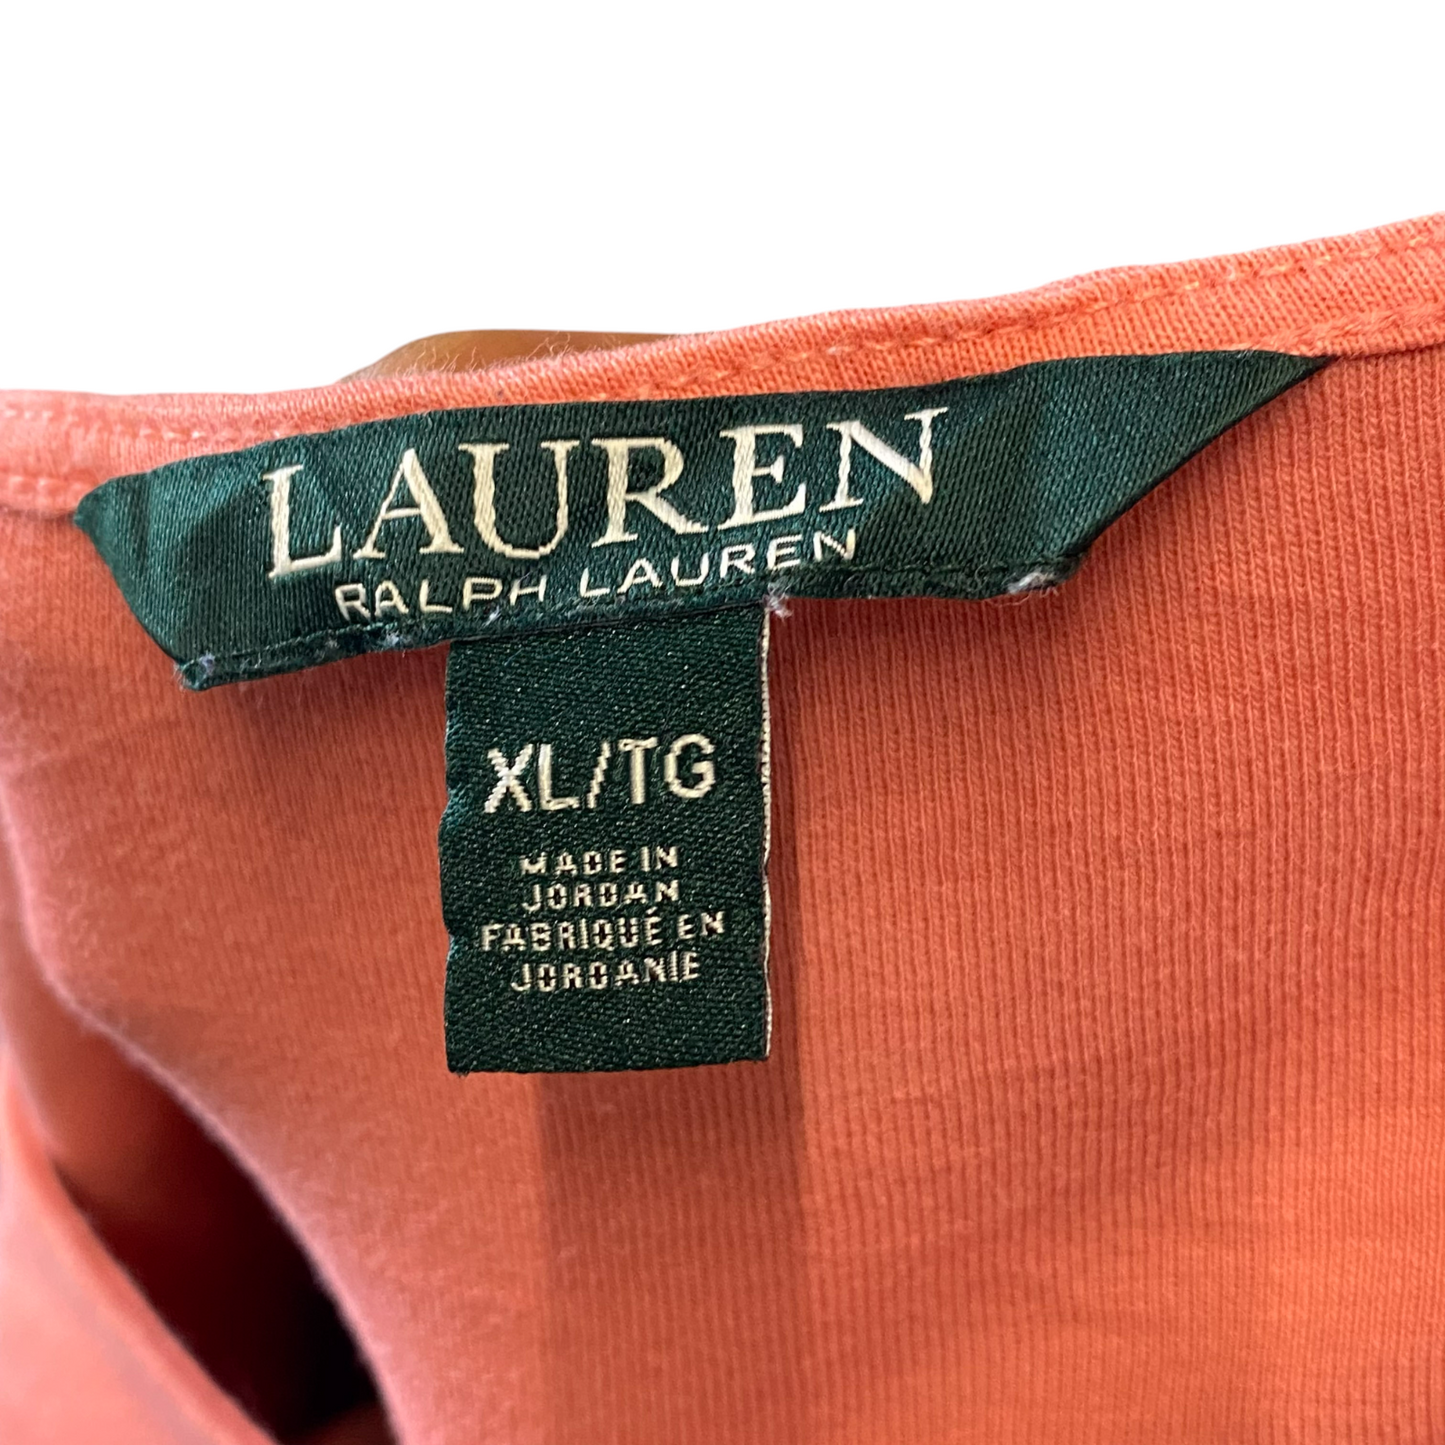 LAUREN
RALPH LAUREN
XL/TG
MADE IN
JORDAN
FABRIQUÉ EN
JORDANIE